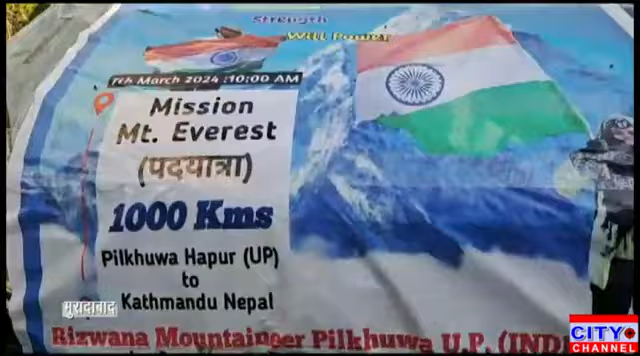 Strength
Will Power
7th March 2024 :10:00 AM
Mission
Mt. Everest
(पदयात्रा)
1000 Kms
Pilkhuwa Hapur (UP)
to
Kathmandu Nepal
मुरादाबाद
Rizwana Mountaineer Pilkhuwa U.P. (IND
CITY
CHANNEL